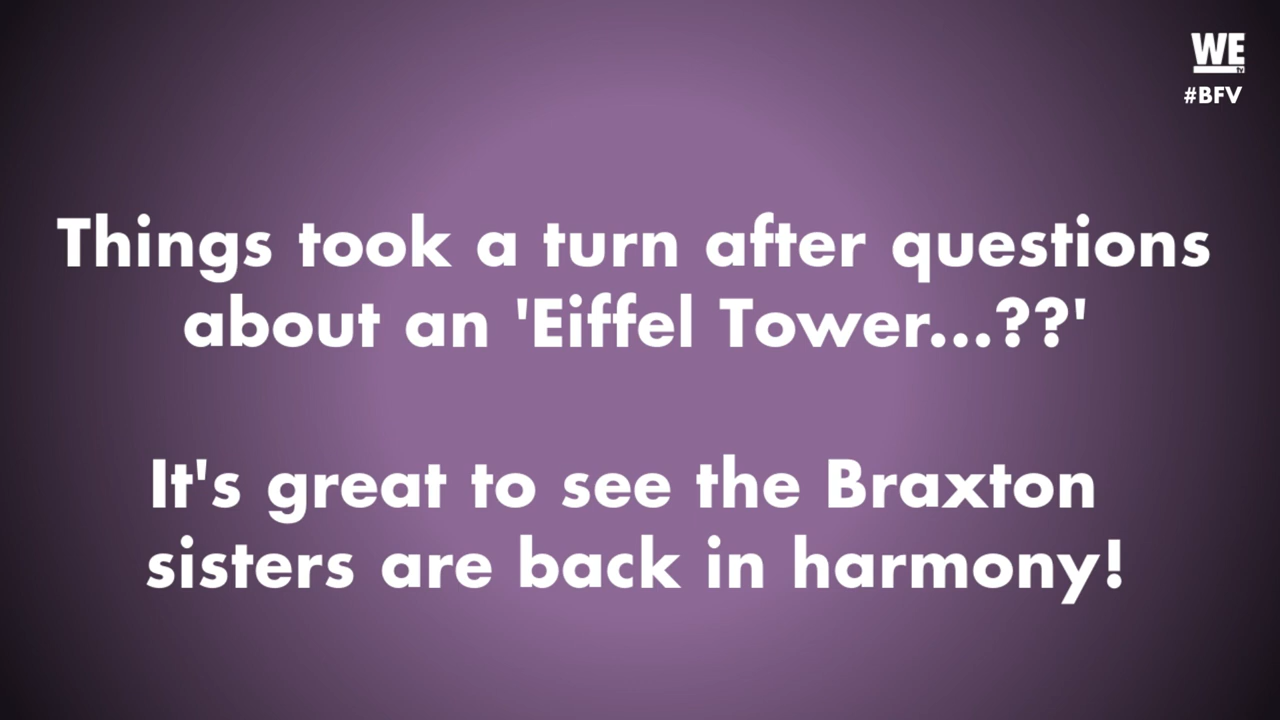 WE
tv
#BFV
Things took a turn after questions
about an 'Eiffel Tower...??'
It's great to see the Braxton
sisters are back in harmony!